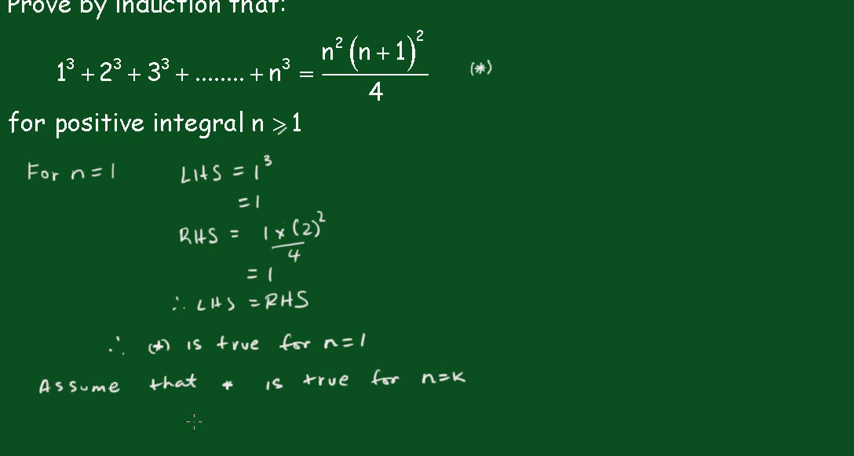 Prove by induction that:
1³ + 2³ + 3³ + ........ + n³ = n²(n+1)²/4 (*)
for positive integral n ⩾ 1
For n = 1 LHS = 1³
= 1
RHS = 1 × (2)²/4
= 1
∴ LHS = RHS
∴ (*) is true for n = 1
Assume that * is true for n = k